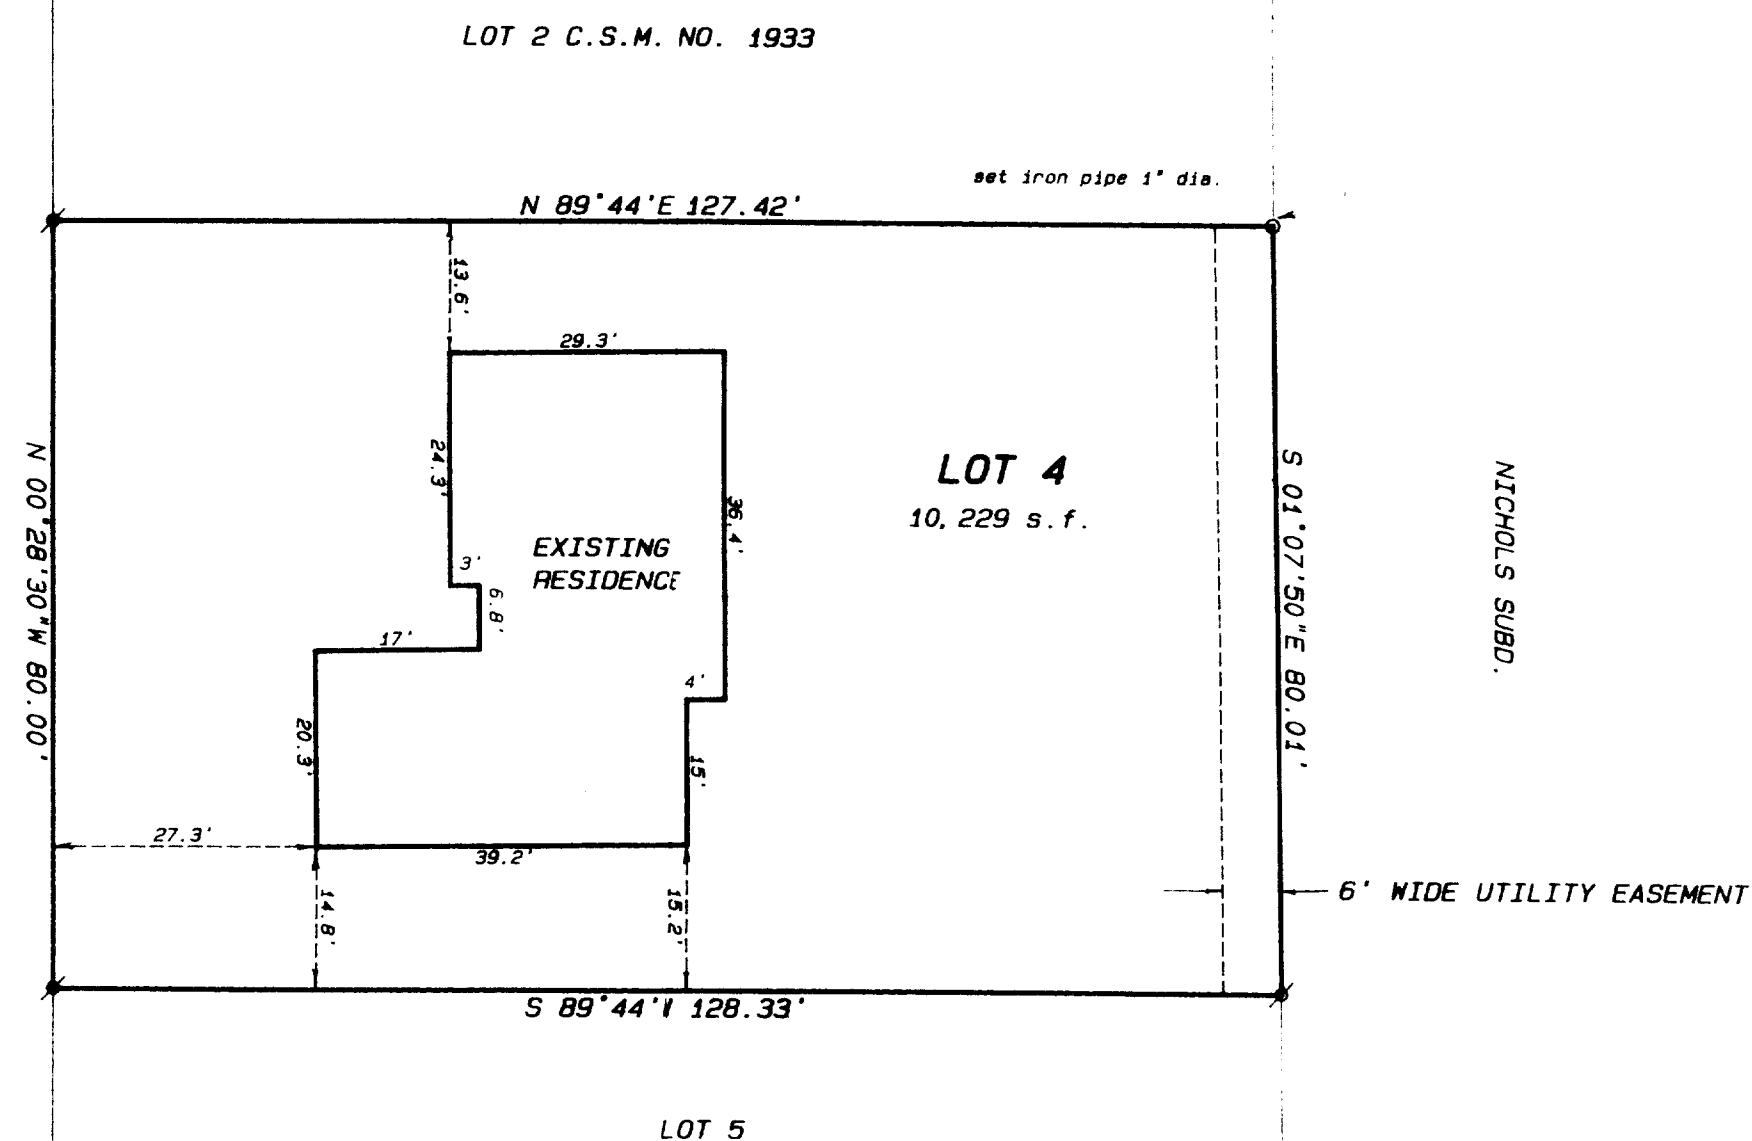 LOT 2 C.S.M. NO. 1933
set iron pipe 1" dia.
N 89°44'E 127.42'
13.6'
29.3'
24.3'
36.4'
LOT 4
10,229 s.f.
EXISTING
RESIDENCE
3'
6.8'
17'
4'
20.3'
15'
27.3'
39.2'
14.8'
15.2'
N 00°28'30"W 80.00'
S 01°07'50"E 80.01'
NICHOLS SUBD.
6' WIDE UTILITY EASEMENT
S 89°44'W 128.33'
LOT 5